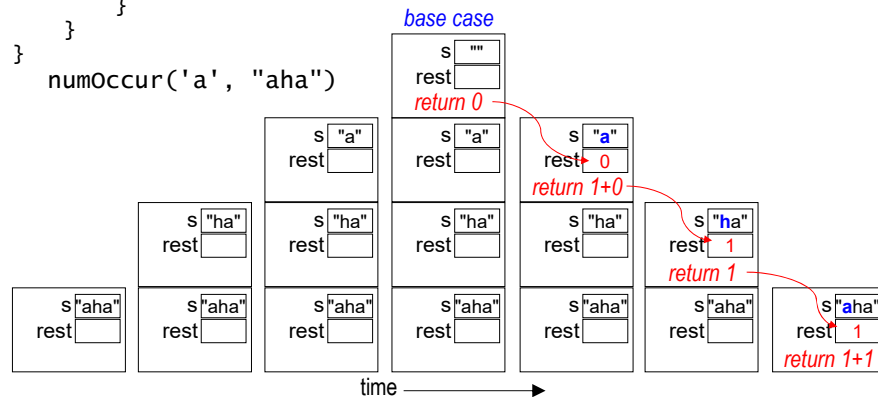 }
}
}
numOccur('a', "aha")
base case
s ""
rest
return 0
s "a"
rest
s "a"
rest
s "a"
rest 0
return 1+0
s "ha"
rest
s "ha"
rest
s "ha"
rest
s "ha"
rest
s "ha"
rest 1
return 1
s "aha"
rest
s "aha"
rest
s "aha"
rest
s "aha"
rest
s "aha"
rest
s "aha"
rest
s "aha"
rest 1
return 1+1
time